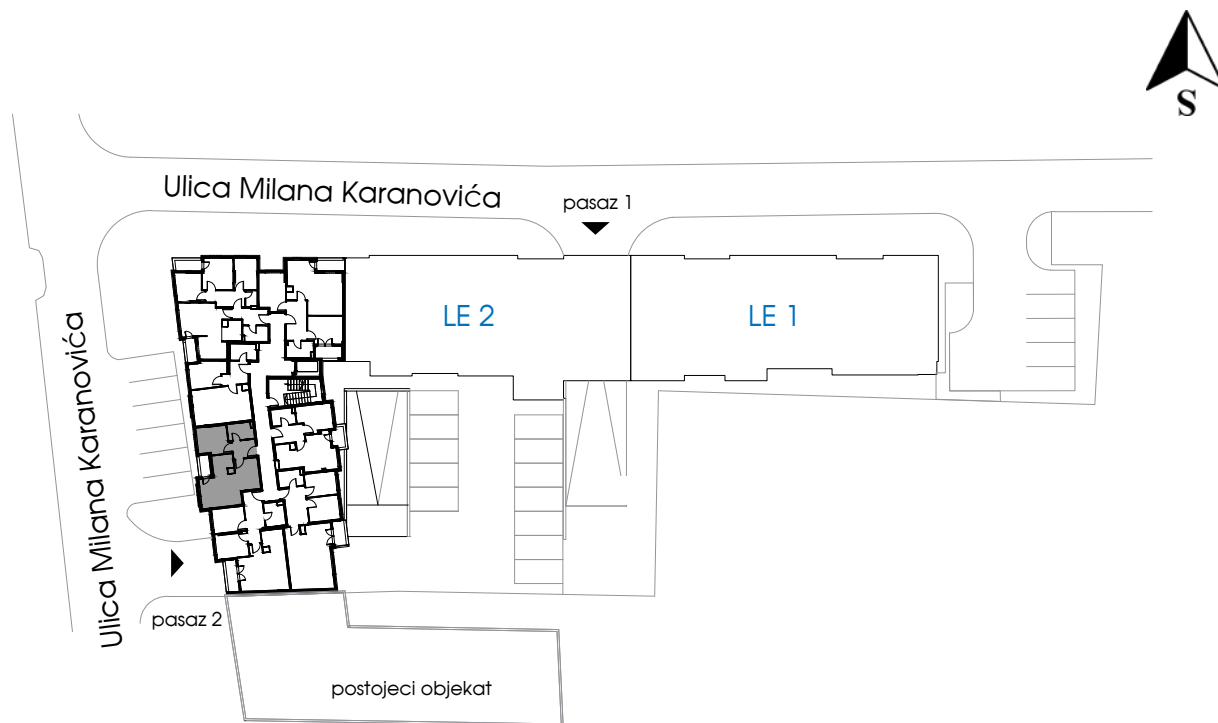 S
Ulica Milana Karanovića
pasaz 1
LE 2
LE 1
Ulica Milana Karanovića
pasaz 2
postojeci objekat